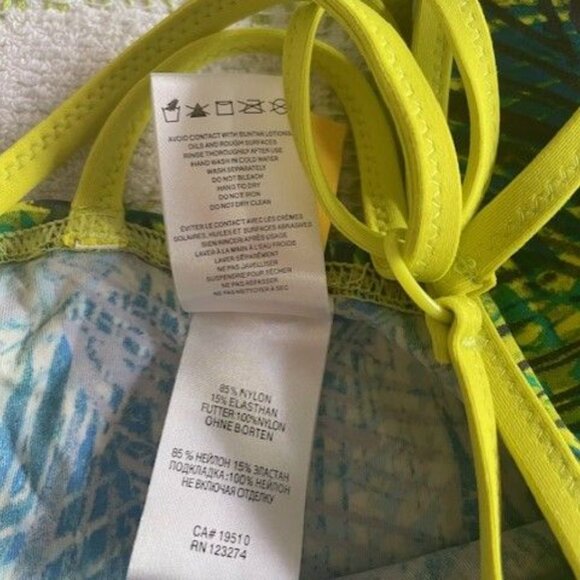 AVOID CONTACT WITH SUNTAN LOTIONS
OILS AND ROUGH SURFACES
RINSE THOROUGHLY AFTER USE
HAND WASH IN COLD WATER
WASH SEPARATELY
DO NOT BLEACH
HANG TO DRY
DO NOT IRON
DO NOT DRY CLEAN
ÉVITER LE CONTACT AVEC LES CRÈMES
SOLAIRES, HUILES ET SURFACES ABRASIVES
BIEN RINCER APRÈS USAGE
LAVER À LA MAIN À L'EAU FROIDE
LAVER SÉPARÉMENT
NE PAS JAVELLISER
SUSPENDRE POUR SÉCHER
NE PAS REPASSER
NE PAS NETTOYER À SEC
85% NYLON
15% ELASTHAN
FUTTER:100%NYLON
OHNE BORTEN
85 % НЕЙЛОН 15% ЭЛАСТАН
ПОДКЛАДКА:100% НЕЙЛОН
НЕ ВКЛЮЧАЯ ОТДЕЛКУ
CA# 19510
RN 123274